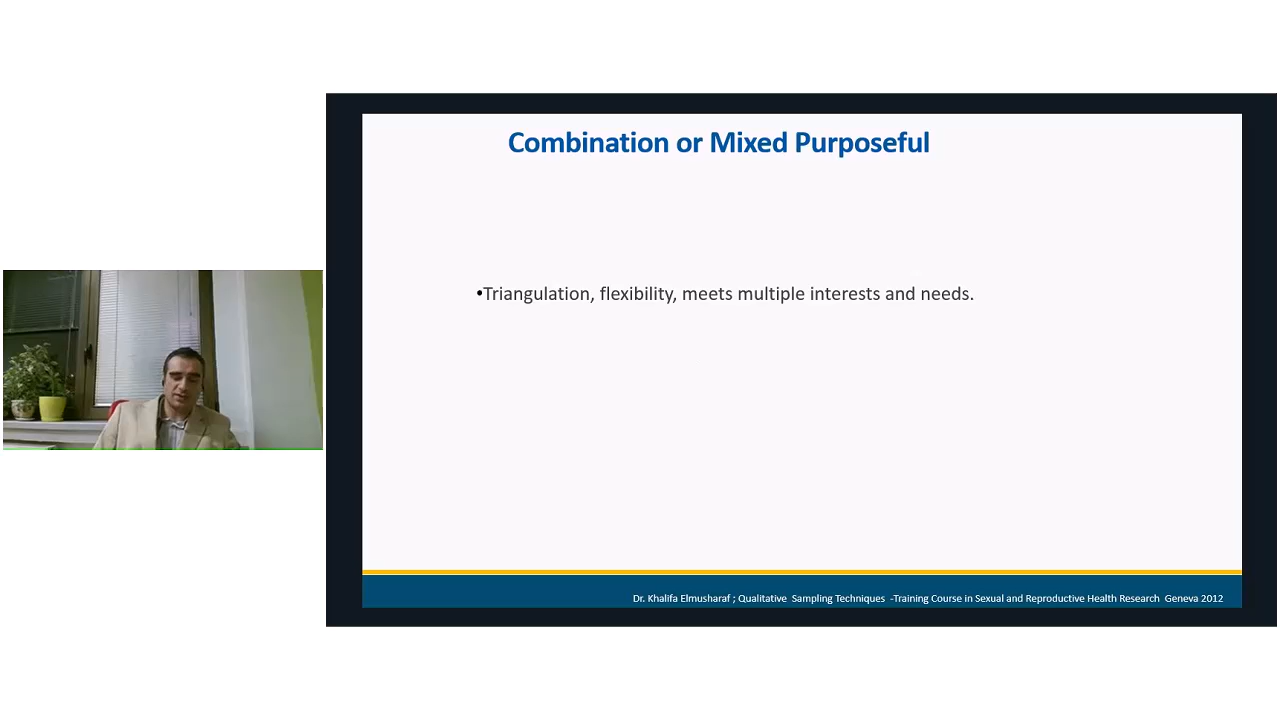 Combination or Mixed Purposeful
•Triangulation, flexibility, meets multiple interests and needs.
Dr. Khalifa Elmusharaf ; Qualitative Sampling Techniques -Training Course in Sexual and Reproductive Health Research Geneva 2012